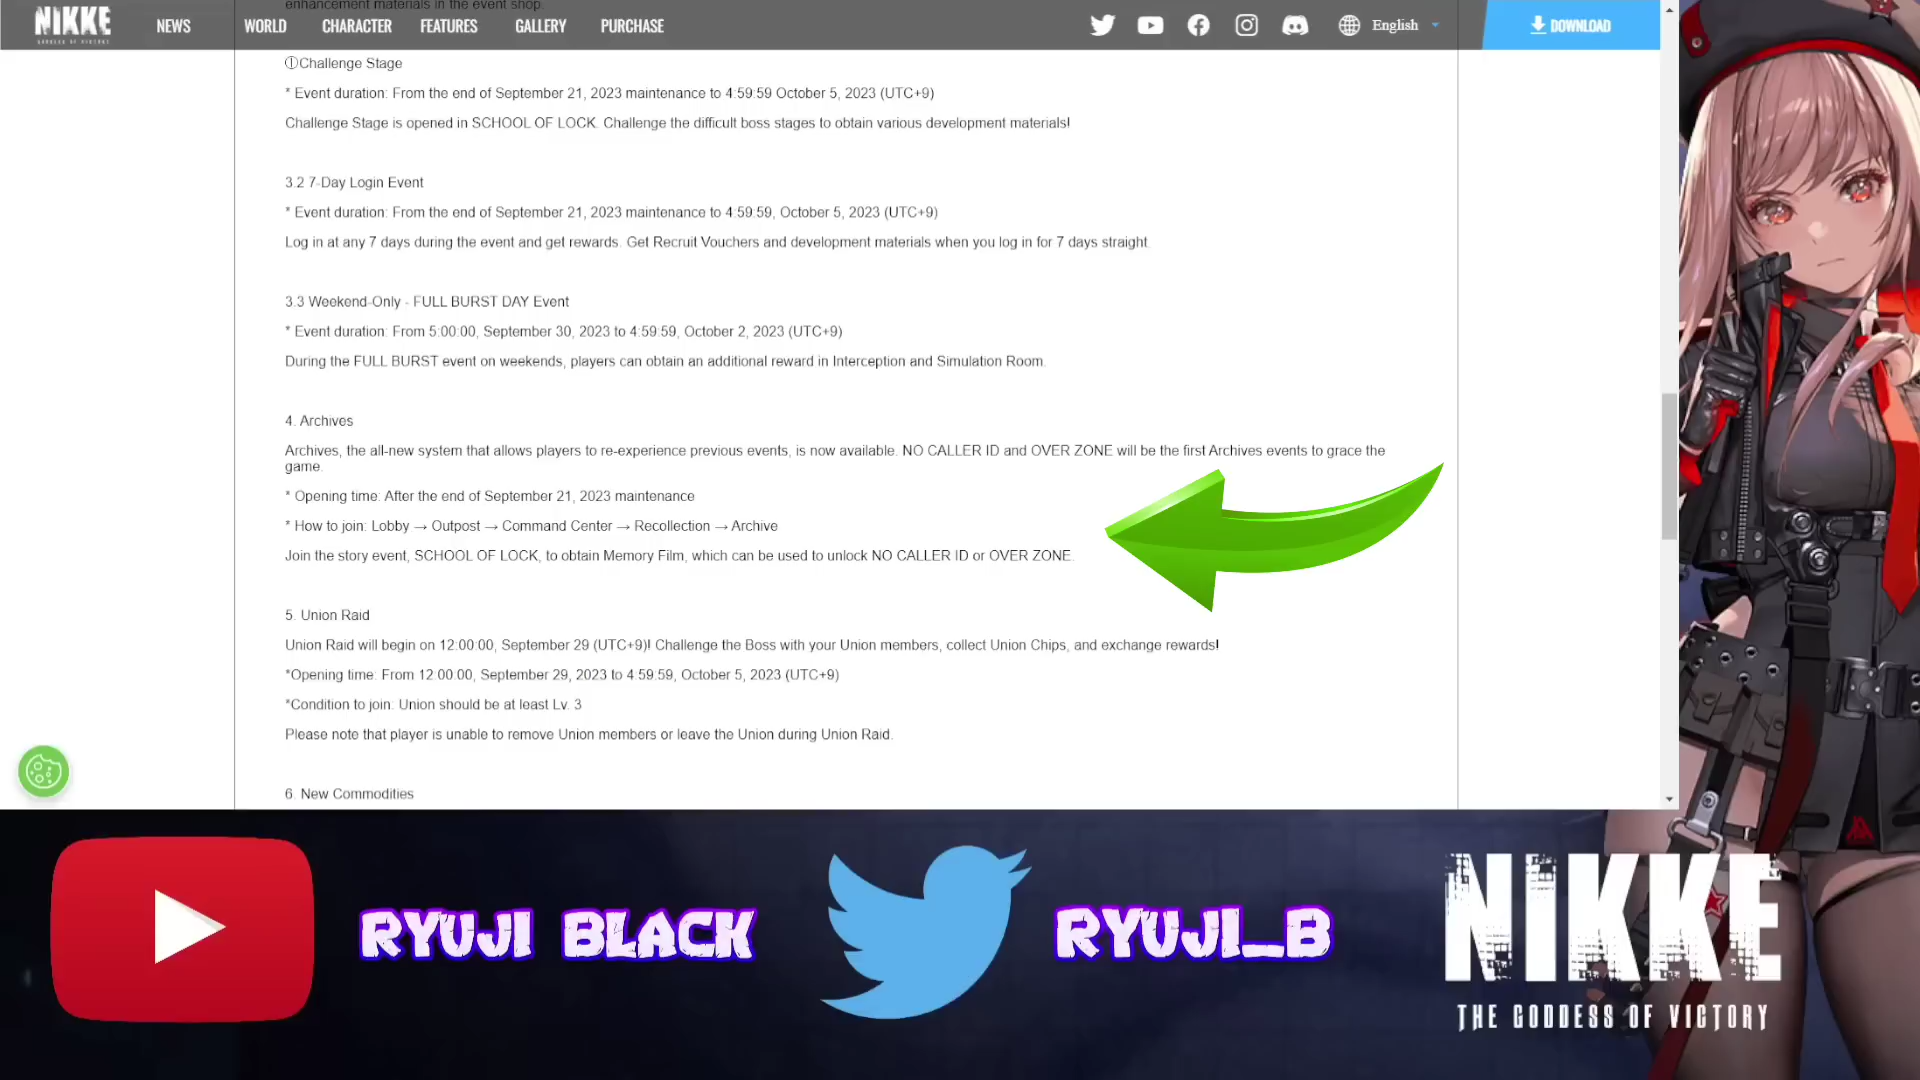 enhancement materials in the event shop.
NIKKE
GODDESS OF VICTORY
NEWS
WORLD
CHARACTER
FEATURES
GALLERY
PURCHASE
English
DOWNLOAD
①Challenge Stage
* Event duration: From the end of September 21, 2023 maintenance to 4:59:59 October 5, 2023 (UTC+9)
Challenge Stage is opened in SCHOOL OF LOCK. Challenge the difficult boss stages to obtain various development materials!
3.2 7-Day Login Event
* Event duration: From the end of September 21, 2023 maintenance to 4:59:59, October 5, 2023 (UTC+9)
Log in at any 7 days during the event and get rewards. Get Recruit Vouchers and development materials when you log in for 7 days straight.
3.3 Weekend-Only - FULL BURST DAY Event
* Event duration: From 5:00:00, September 30, 2023 to 4:59:59, October 2, 2023 (UTC+9)
During the FULL BURST event on weekends, players can obtain an additional reward in Interception and Simulation Room.
4. Archives
Archives, the all-new system that allows players to re-experience previous events, is now available. NO CALLER ID and OVER ZONE will be the first Archives events to grace the
game.
* Opening time: After the end of September 21, 2023 maintenance
* How to join: Lobby → Outpost → Command Center → Recollection → Archive
Join the story event, SCHOOL OF LOCK, to obtain Memory Film, which can be used to unlock NO CALLER ID or OVER ZONE.
5. Union Raid
Union Raid will begin on 12:00:00, September 29 (UTC+9)! Challenge the Boss with your Union members, collect Union Chips, and exchange rewards!
*Opening time: From 12:00:00, September 29, 2023 to 4:59:59, October 5, 2023 (UTC+9)
*Condition to join: Union should be at least Lv. 3
Please note that player is unable to remove Union members or leave the Union during Union Raid.
6. New Commodities
RYUJI BLACK
RYUJI_B
NIKKE
THE GODDESS OF VICTORY